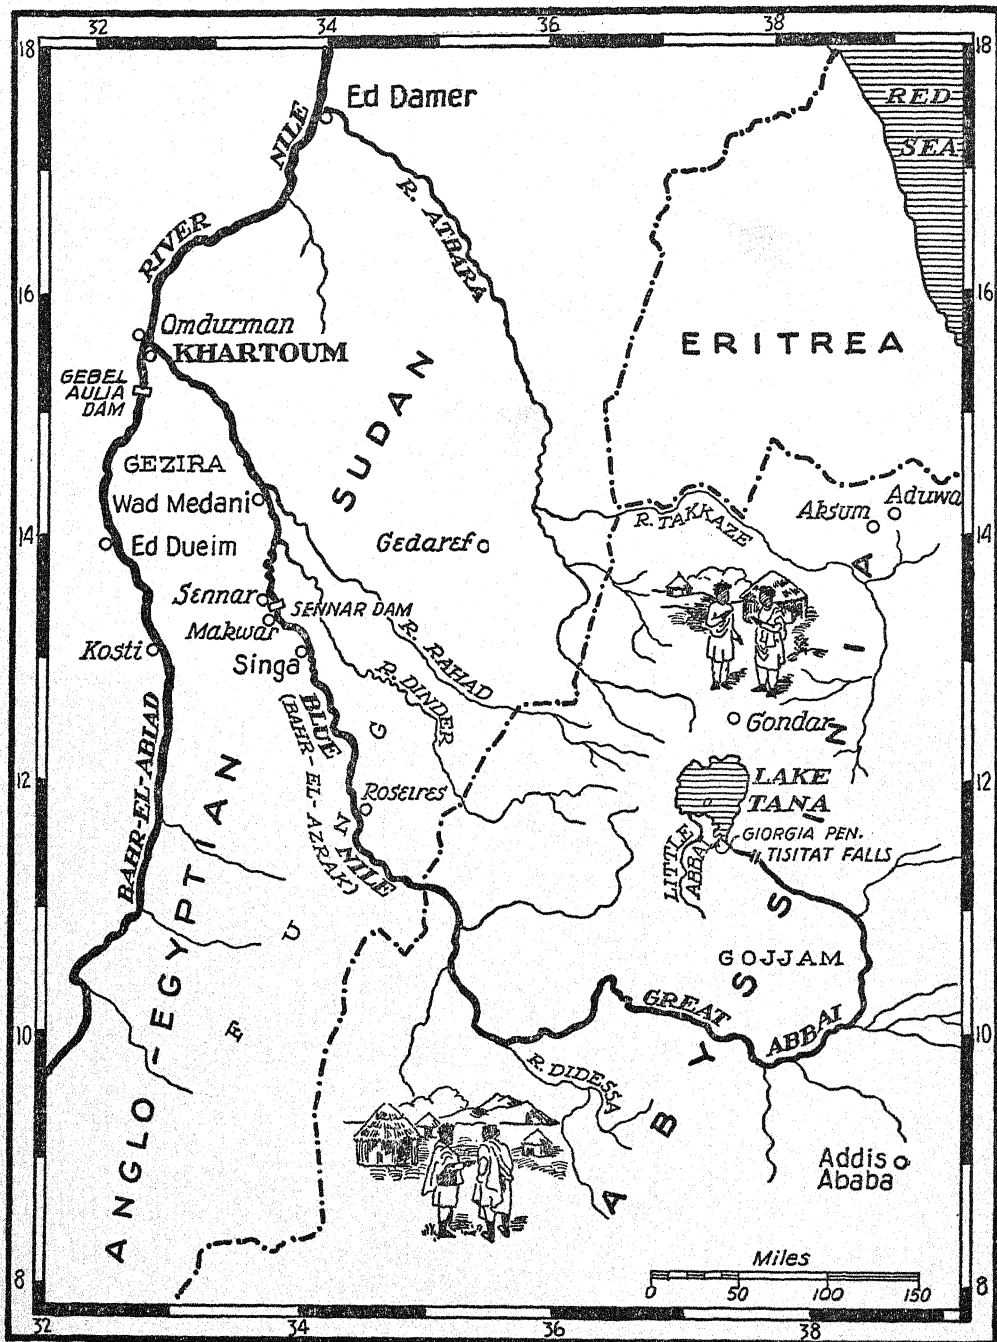 32 34 36 38
18 18
RED
SEA
Ed Damer
RIVER NILE
R. ATBARA
16 16
Omdurman
KHARTOUM
ERITREA
GEBEL
AULIA
DAM
GEZIRA
Wad Medani
Aksum
Aduwa
R. TAKKAZE
14 14
Ed Dueim
Gedaref
Sennar
SENNAR DAM
Makwar
Kosti
Singa
R. RAHAD
R. DINDER
Gondar
BLUE NILE
(BAHR-EL-AZRAK)
BAHR-EL-ABIAD
12 12
Roseires
LAKE
TANA
GIORGIA PEN.
TISITAT FALLS
LITTLE
ABBAI
GOJJAM
GREAT ABBAI
10 10
R. DIDESSA
ANGLO-EGYPTIAN SUDAN
FUNG
ABYSSINIA
Addis
Ababa
Miles
0 50 100 150
8 8
32 34 36 38